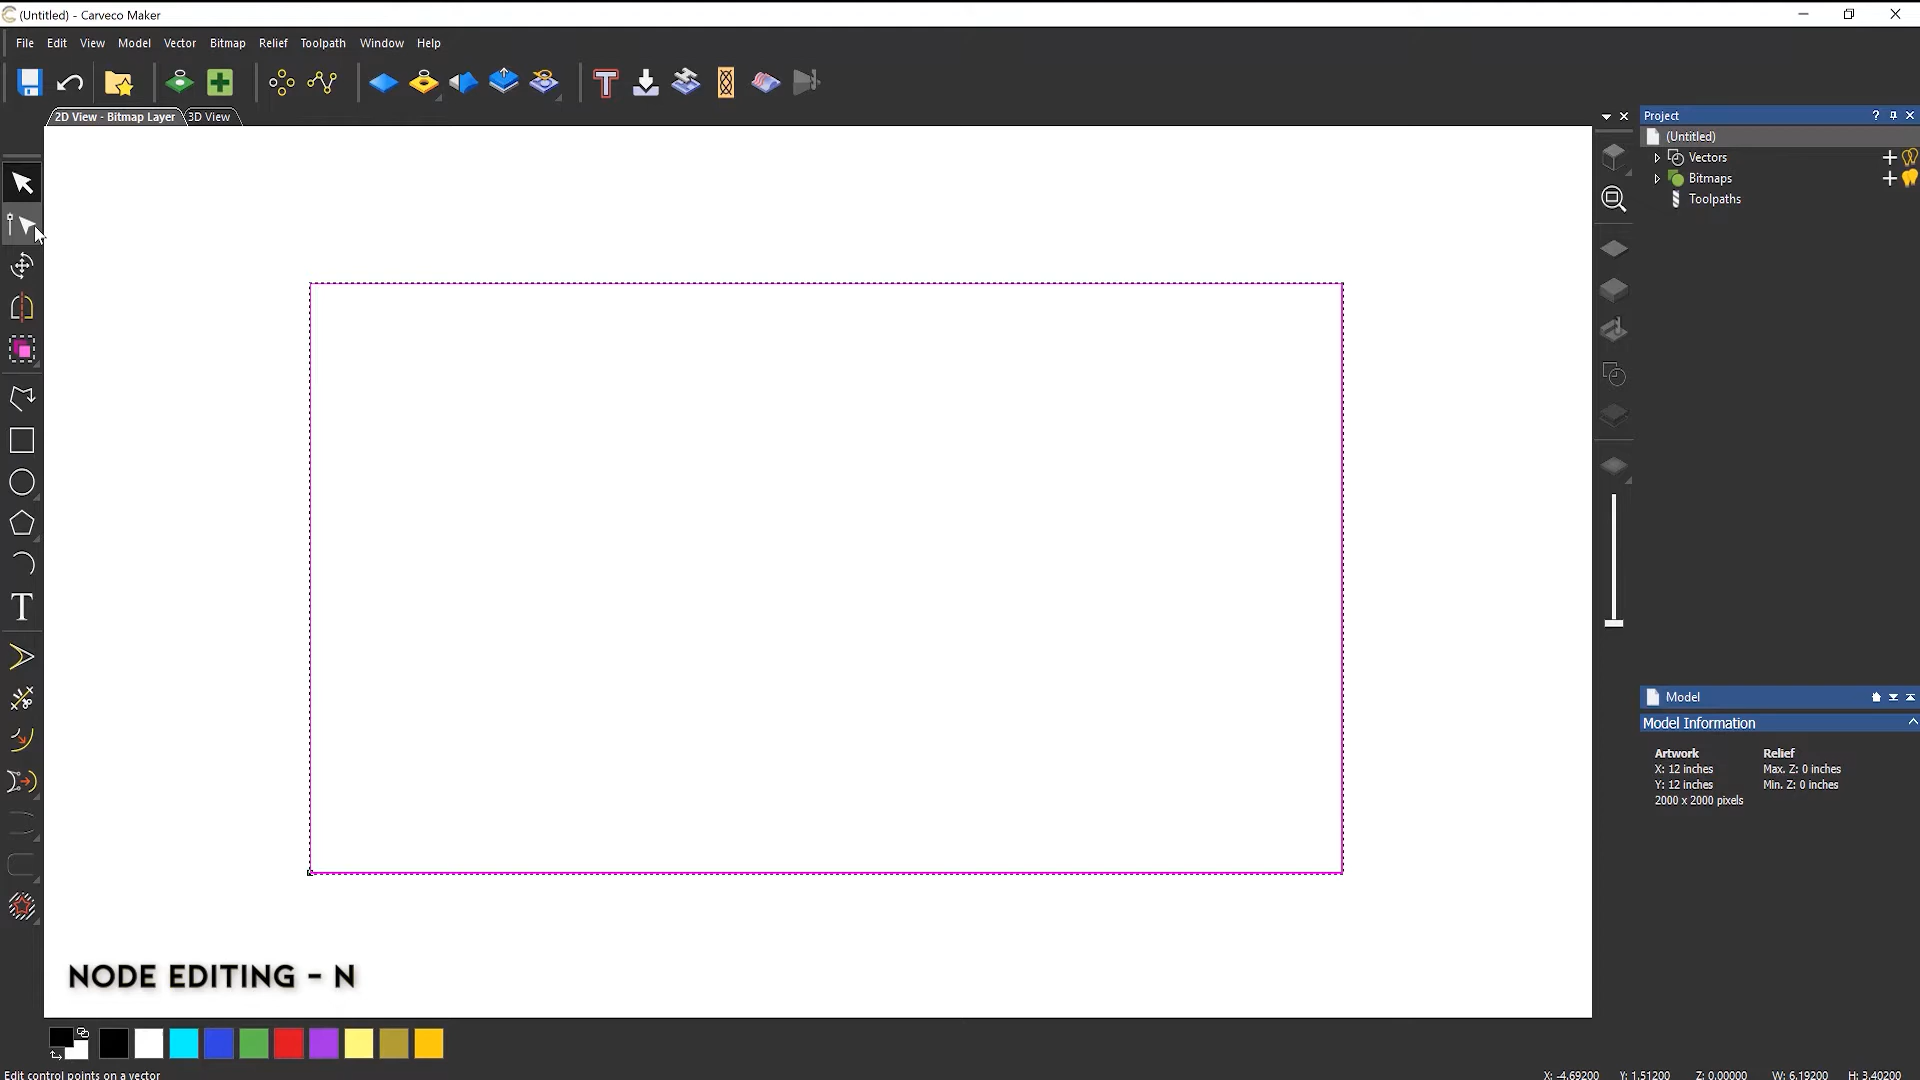 (Untitled) - Carveco Maker
File Edit View Model Vector Bitmap Relief Toolpath Window Help
2D View - Bitmap Layer 3D View
Project
(Untitled)
Vectors
Bitmaps
Toolpaths
T
Model
Model Information
Artwork Relief
X: 12 inches Max. Z: 0 inches
Y: 12 inches Min. Z: 0 inches
2000 x 2000 pixels
NODE EDITING - N
Edit control points on a vector
X: -4.69200 Y: 1.51200 Z: 0.00000 W: 6.19200 H: 3.40200